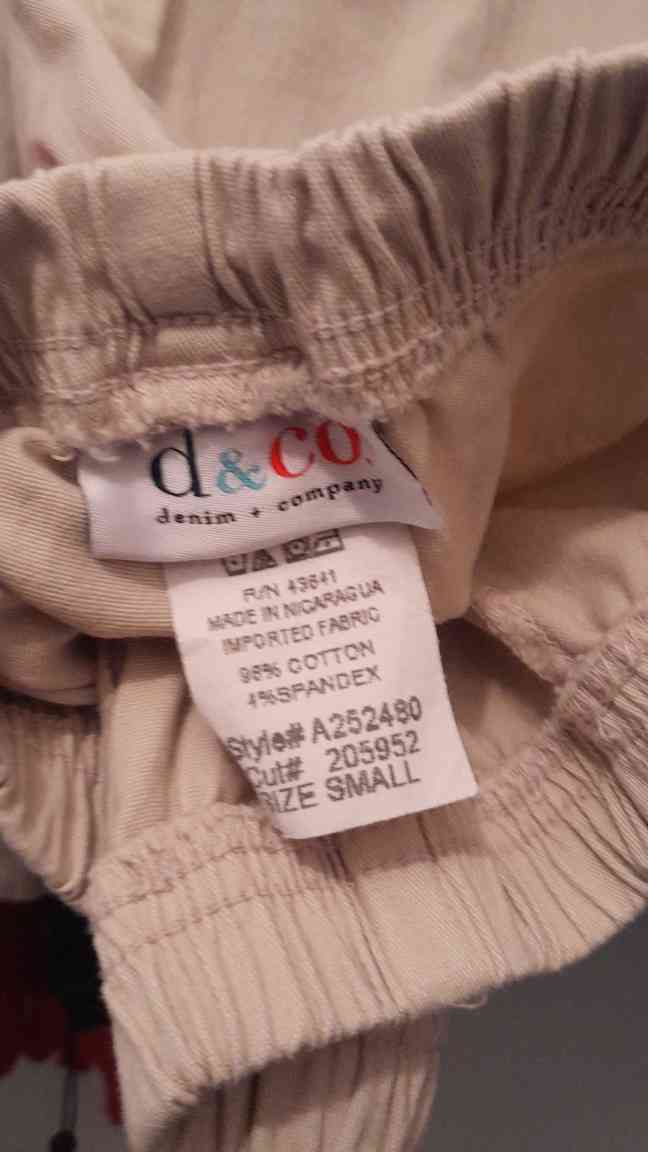 d&co.
denim + company
R/N 43641
MADE IN NICARAGUA
IMPORTED FABRIC
96% COTTON
4%SPANDEX
Style# A252480
Cut# 205952
SIZE SMALL